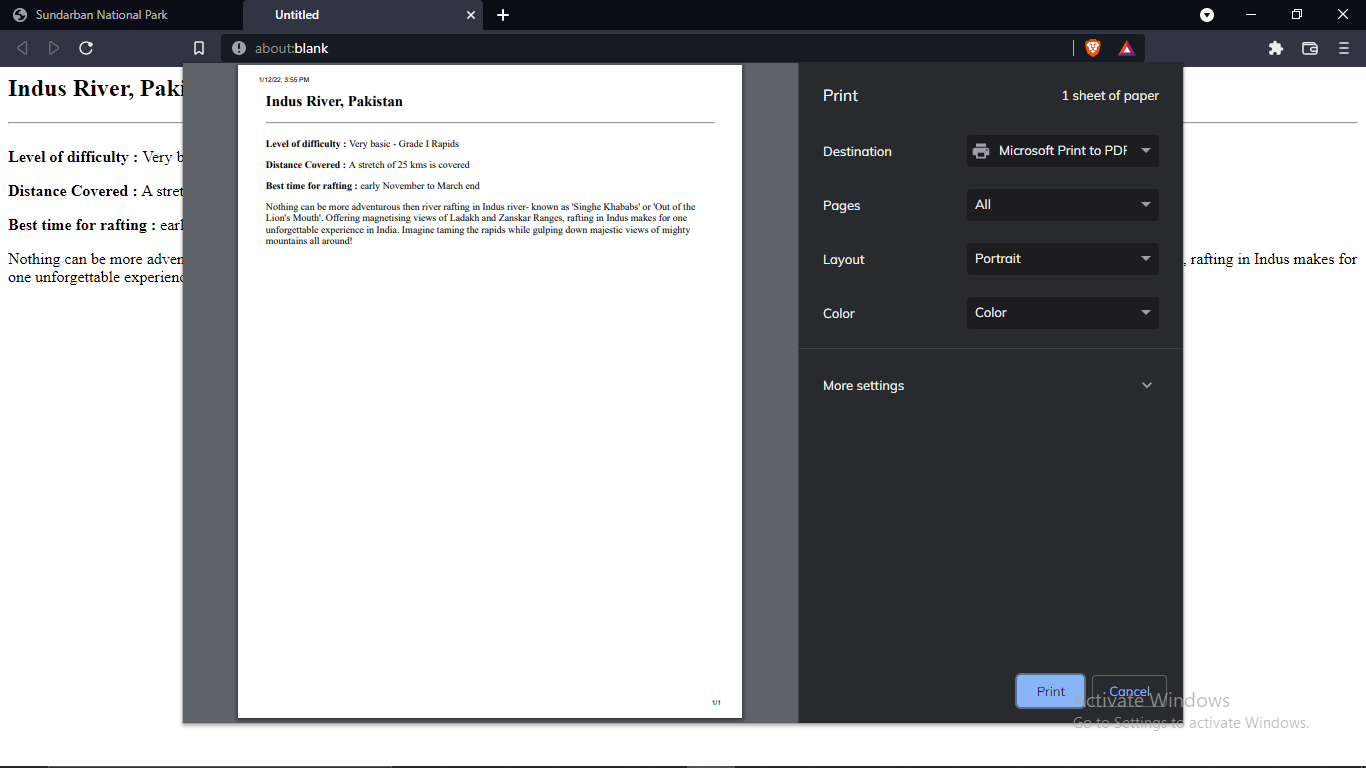 Sundarban National Park
Untitled
about:blank
Indus River, Paki
Level of difficulty : Very b
Distance Covered : A stret
Best time for rafting : earl
Nothing can be more adven
one unforgettable experienc
, rafting in Indus makes for
1/12/22, 3:55 PM
Indus River, Pakistan
Level of difficulty : Very basic - Grade I Rapids
Distance Covered : A stretch of 25 kms is covered
Best time for rafting : early November to March end
Nothing can be more adventurous then river rafting in Indus river- known as 'Singhe Khababs' or 'Out of the
Lion's Mouth'. Offering magnetising views of Ladakh and Zanskar Ranges, rafting in Indus makes for one
unforgettable experience in India. Imagine taming the rapids while gulping down majestic views of mighty
mountains all around!
1/1
Print
1 sheet of paper
Destination
Microsoft Print to PDF
Pages
All
Layout
Portrait
Color
Color
More settings
Print
Cancel
Activate Windows
Go to Settings to activate Windows.